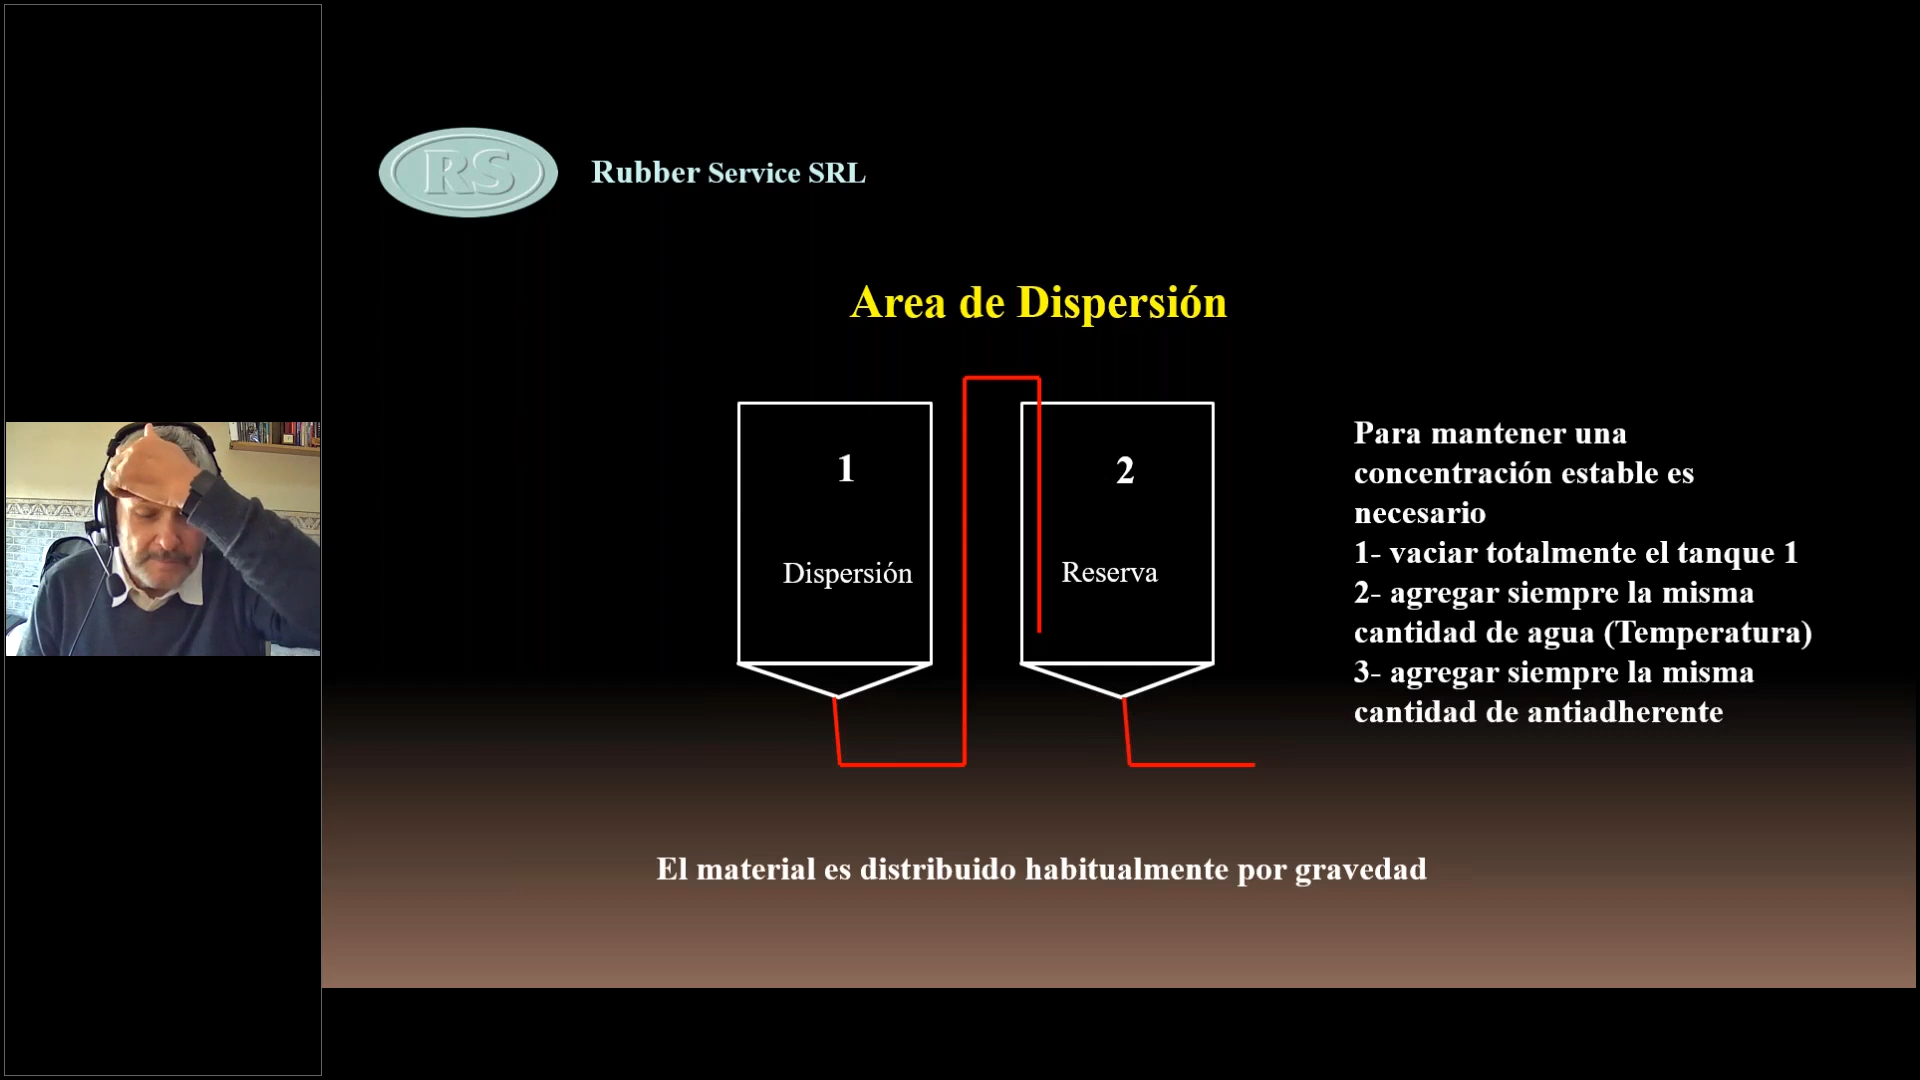 RS
Rubber Service SRL
Area de Dispersión
1
2
Dispersión
Reserva
Para mantener una
concentración estable es
necesario
1- vaciar totalmente el tanque 1
2- agregar siempre la misma
cantidad de agua (Temperatura)
3- agregar siempre la misma
cantidad de antiadherente
El material es distribuido habitualmente por gravedad